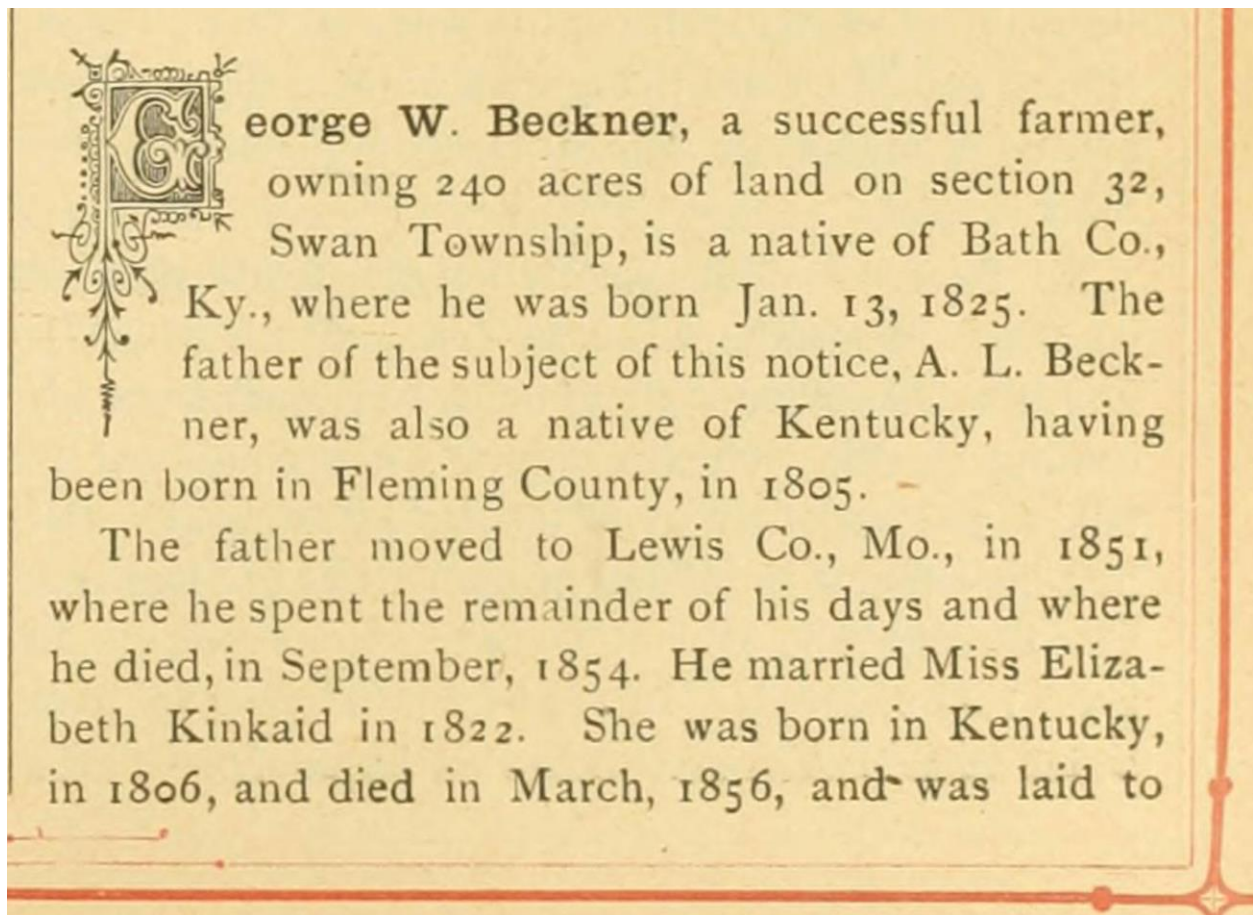 George W. Beckner, a successful farmer,
owning 240 acres of land on section 32,
Swan Township, is a native of Bath Co.,
Ky., where he was born Jan. 13, 1825. The
father of the subject of this notice, A. L. Beck-
ner, was also a native of Kentucky, having
been born in Fleming County, in 1805.
The father moved to Lewis Co., Mo., in 1851,
where he spent the remainder of his days and where
he died, in September, 1854. He married Miss Eliza-
beth Kinkaid in 1822. She was born in Kentucky,
in 1806, and died in March, 1856, and was laid to